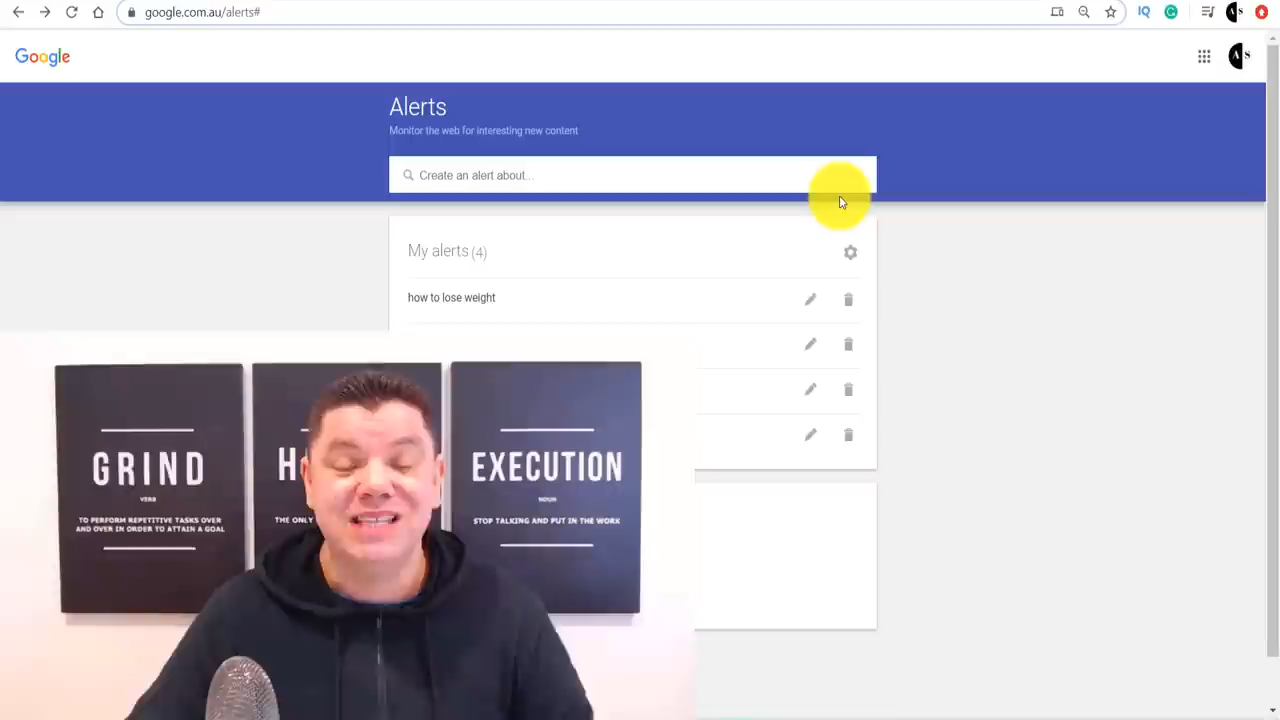 google.com.au/alerts#
Google
A S
Alerts
Monitor the web for interesting new content
Create an alert about...
My alerts (4)
how to lose weight
GRIND
VERB
TO PERFORM REPETITIVE TASKS OVER
AND OVER IN ORDER TO ATTAIN A GOAL
H
THE ONLY
EXECUTION
NOUN
STOP TALKING AND PUT IN THE WORK